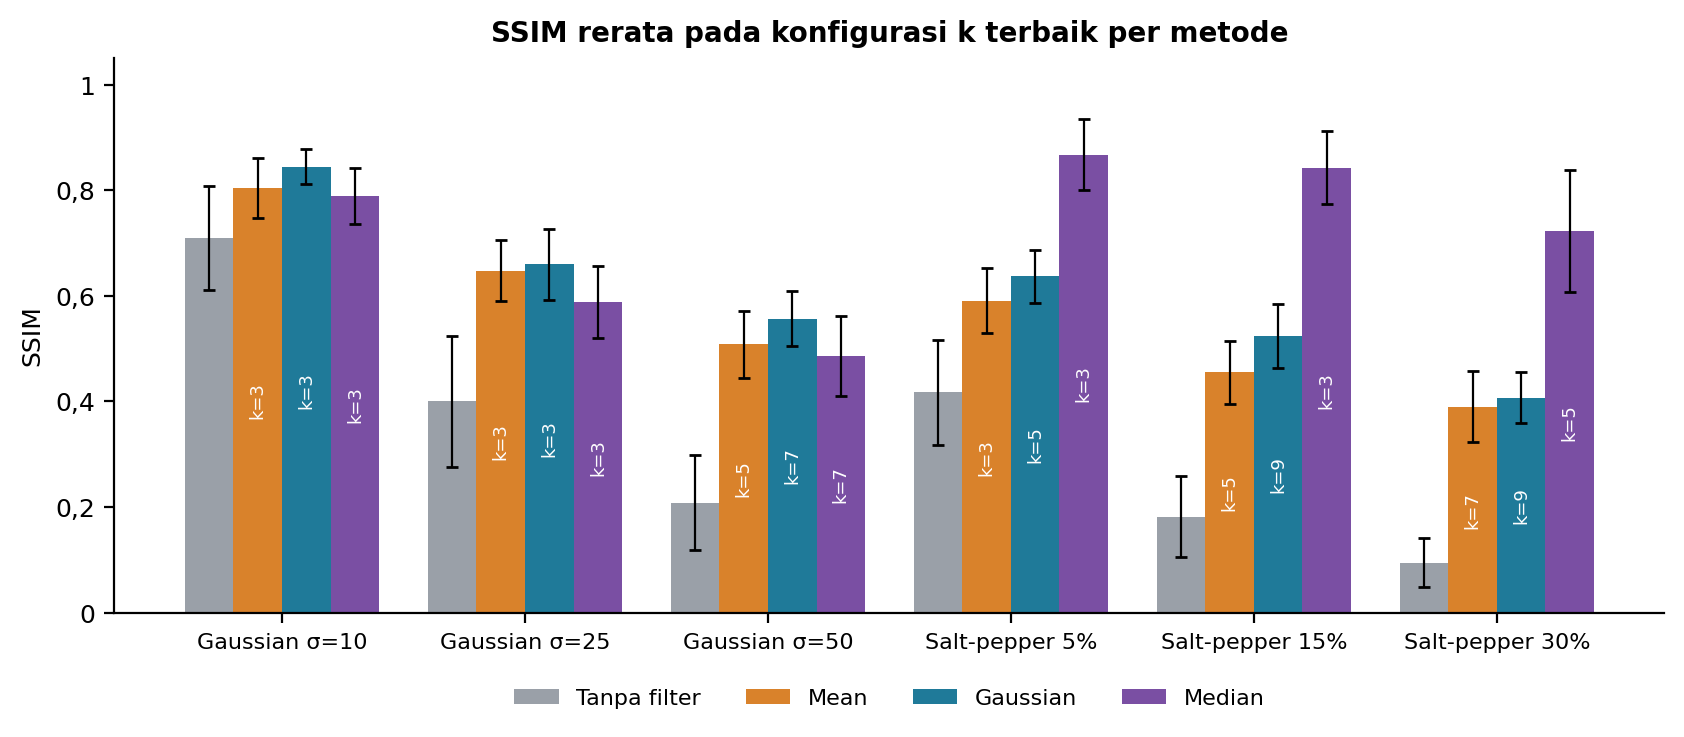 SSIM rerata pada konfigurasi k terbaik per metode
SSIM
1
0,8
0,6
0,4
0,2
0
k=3
k=3
k=3
k=3
k=3
k=3
k=5
k=7
k=7
k=3
k=5
k=3
k=5
k=9
k=3
k=7
k=9
k=5
Gaussian σ=10
Gaussian σ=25
Gaussian σ=50
Salt-pepper 5%
Salt-pepper 15%
Salt-pepper 30%
Tanpa filter
Mean
Gaussian
Median